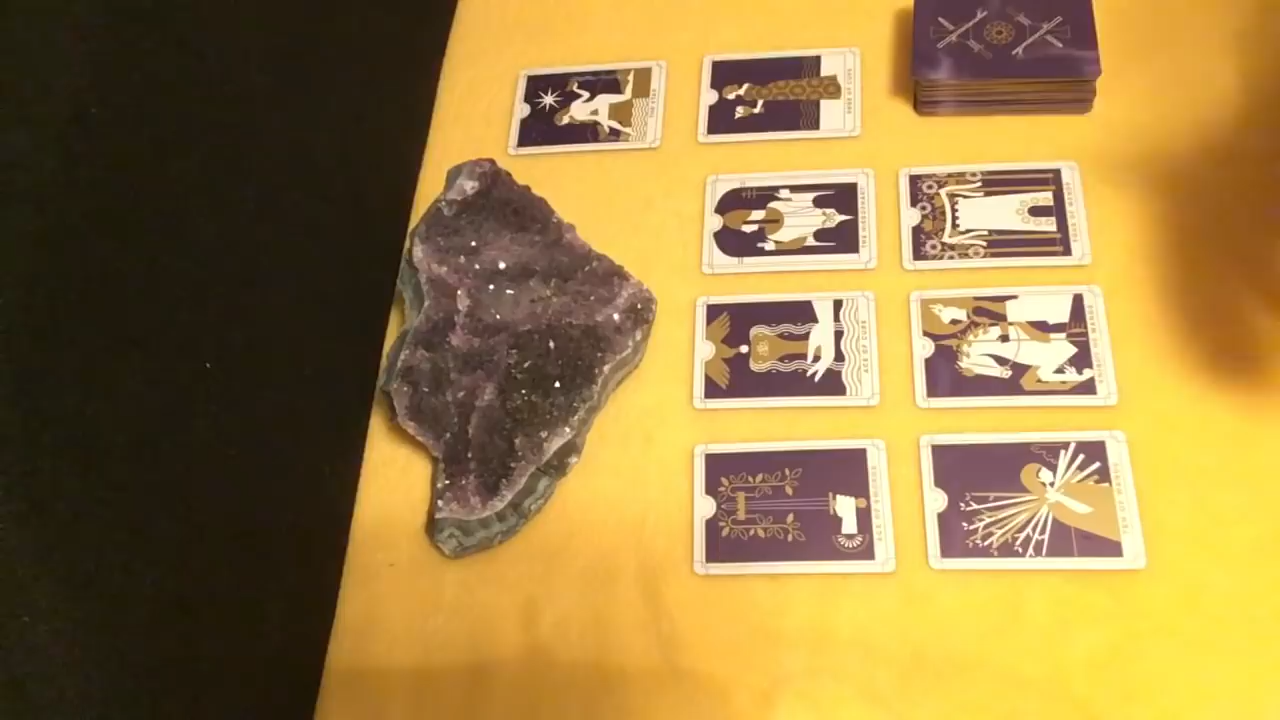 THE STAR
PAGE OF CUPS
THE HIEROPHANT
FOUR OF WANDS
ACE OF CUPS
KNIGHT OF WANDS
ACE OF SWORDS
TEN OF WANDS